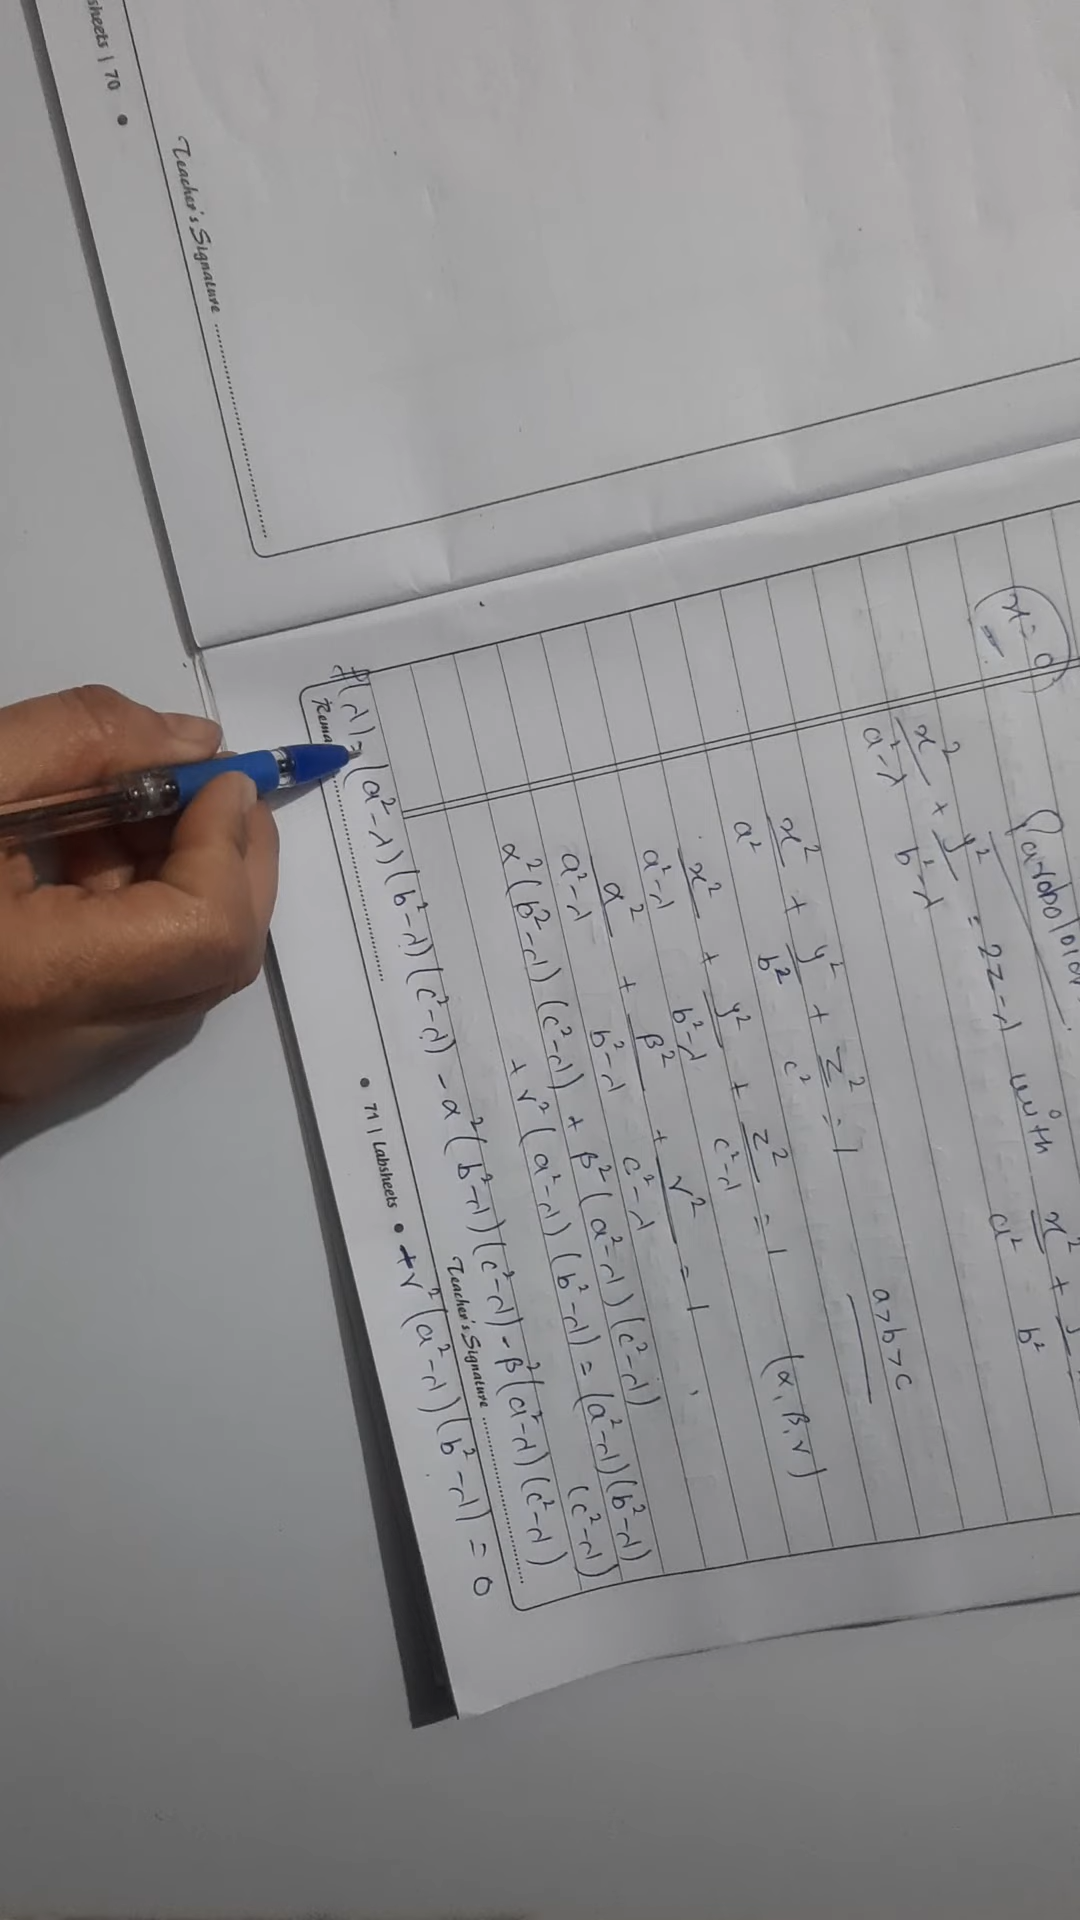 sheets | 70 •
Teacher's Signature ..............................
Paraboloid
x = 0
x²/a²-λ + y²/b²-λ = 2z-λ with x²/a² + y/b²
a>b>c
x²/a² + y²/b² + z²/c² = 1
x²/a²-λ + y²/b²-λ + z²/c²-λ = 1 (α, β, γ)
α²/a²-λ + β²/b²-λ + γ²/c²-λ = 1
α²(b²-λ)(c²-λ) + β²(a²-λ)(c²-λ)
+ γ²(a²-λ)(b²-λ) = (a²-λ)(b²-λ)
(c²-λ)
(λ) = (a²-λ)(b²-λ)(c²-λ) - α²(b²-λ)(c²-λ) - β²(a²-λ)(c²-λ)
Teacher's Signature ..............................
• 71 | Labsheets •
+γ²(a²-λ)(b²-λ) = 0